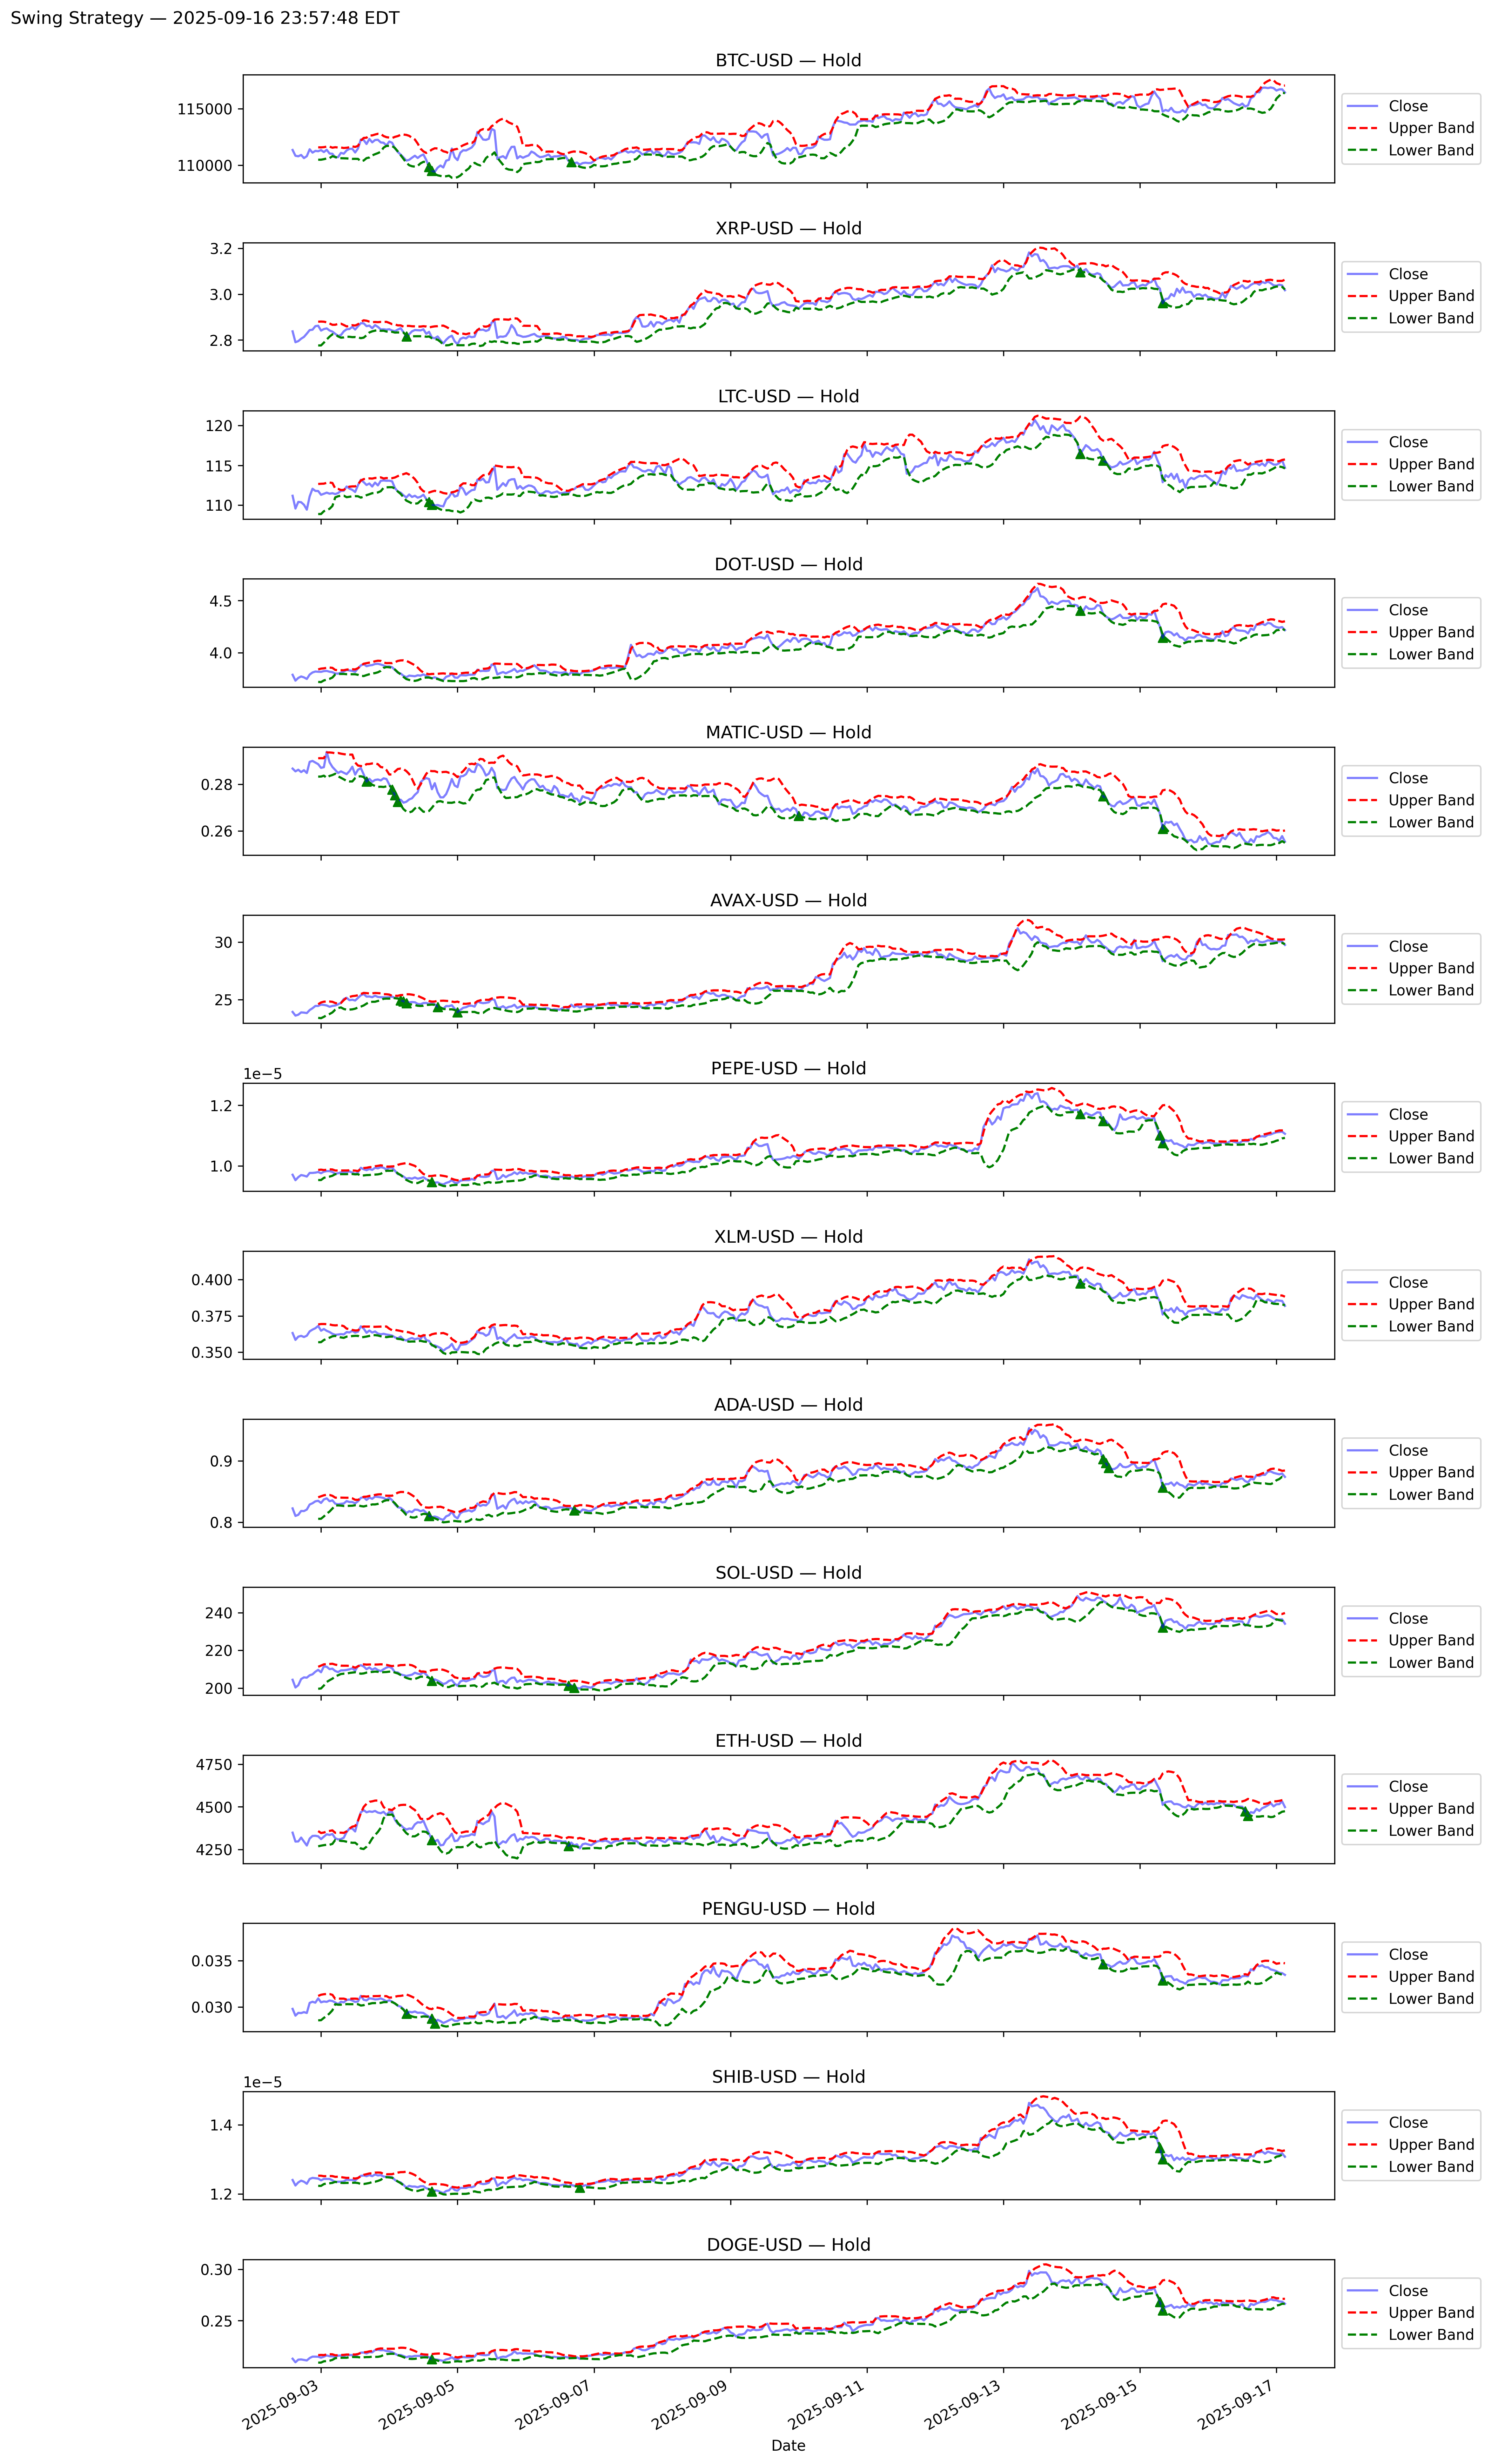 Swing Strategy — 2025-09-16 23:57:48 EDT
BTC-USD — Hold
115000
110000
Close
Upper Band
Lower Band
XRP-USD — Hold
3.2
3.0
2.8
Close
Upper Band
Lower Band
LTC-USD — Hold
120
115
110
Close
Upper Band
Lower Band
DOT-USD — Hold
4.5
4.0
Close
Upper Band
Lower Band
MATIC-USD — Hold
0.28
0.26
Close
Upper Band
Lower Band
AVAX-USD — Hold
30
25
Close
Upper Band
Lower Band
PEPE-USD — Hold
1e−5
1.2
1.0
Close
Upper Band
Lower Band
XLM-USD — Hold
0.400
0.375
0.350
Close
Upper Band
Lower Band
ADA-USD — Hold
0.9
0.8
Close
Upper Band
Lower Band
SOL-USD — Hold
240
220
200
Close
Upper Band
Lower Band
ETH-USD — Hold
4750
4500
4250
Close
Upper Band
Lower Band
PENGU-USD — Hold
0.035
0.030
Close
Upper Band
Lower Band
SHIB-USD — Hold
1e−5
1.4
1.2
Close
Upper Band
Lower Band
DOGE-USD — Hold
0.30
0.25
Close
Upper Band
Lower Band
2025-09-03
2025-09-05
2025-09-07
2025-09-09
2025-09-11
2025-09-13
2025-09-15
2025-09-17
Date